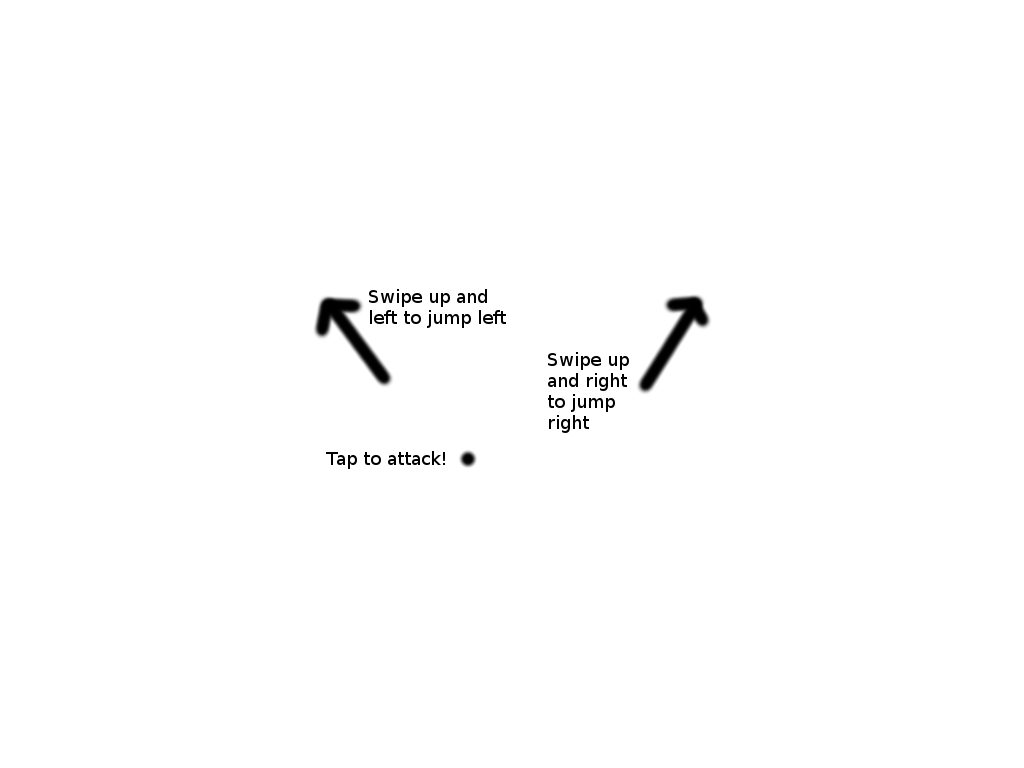 Swipe up and
left to jump left
Swipe up
and right
to jump
right
Tap to attack!